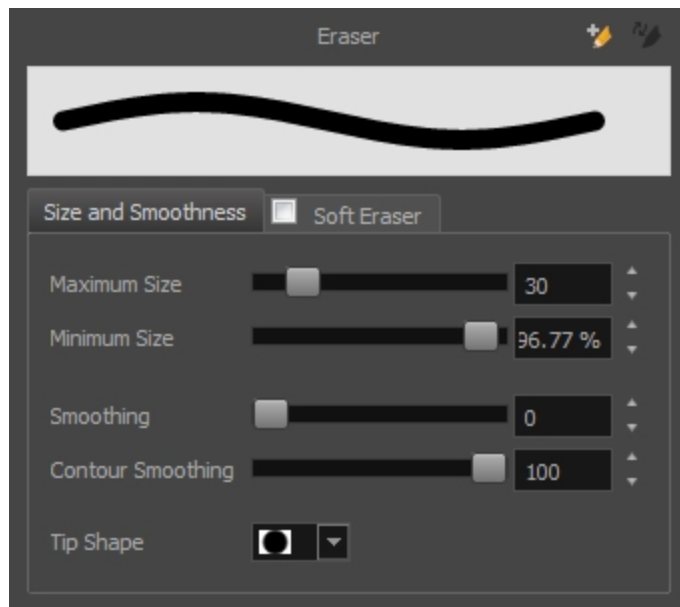 Eraser
Size and Smoothness Soft Eraser
Maximum Size 30
Minimum Size 96.77 %
Smoothing 0
Contour Smoothing 100
Tip Shape